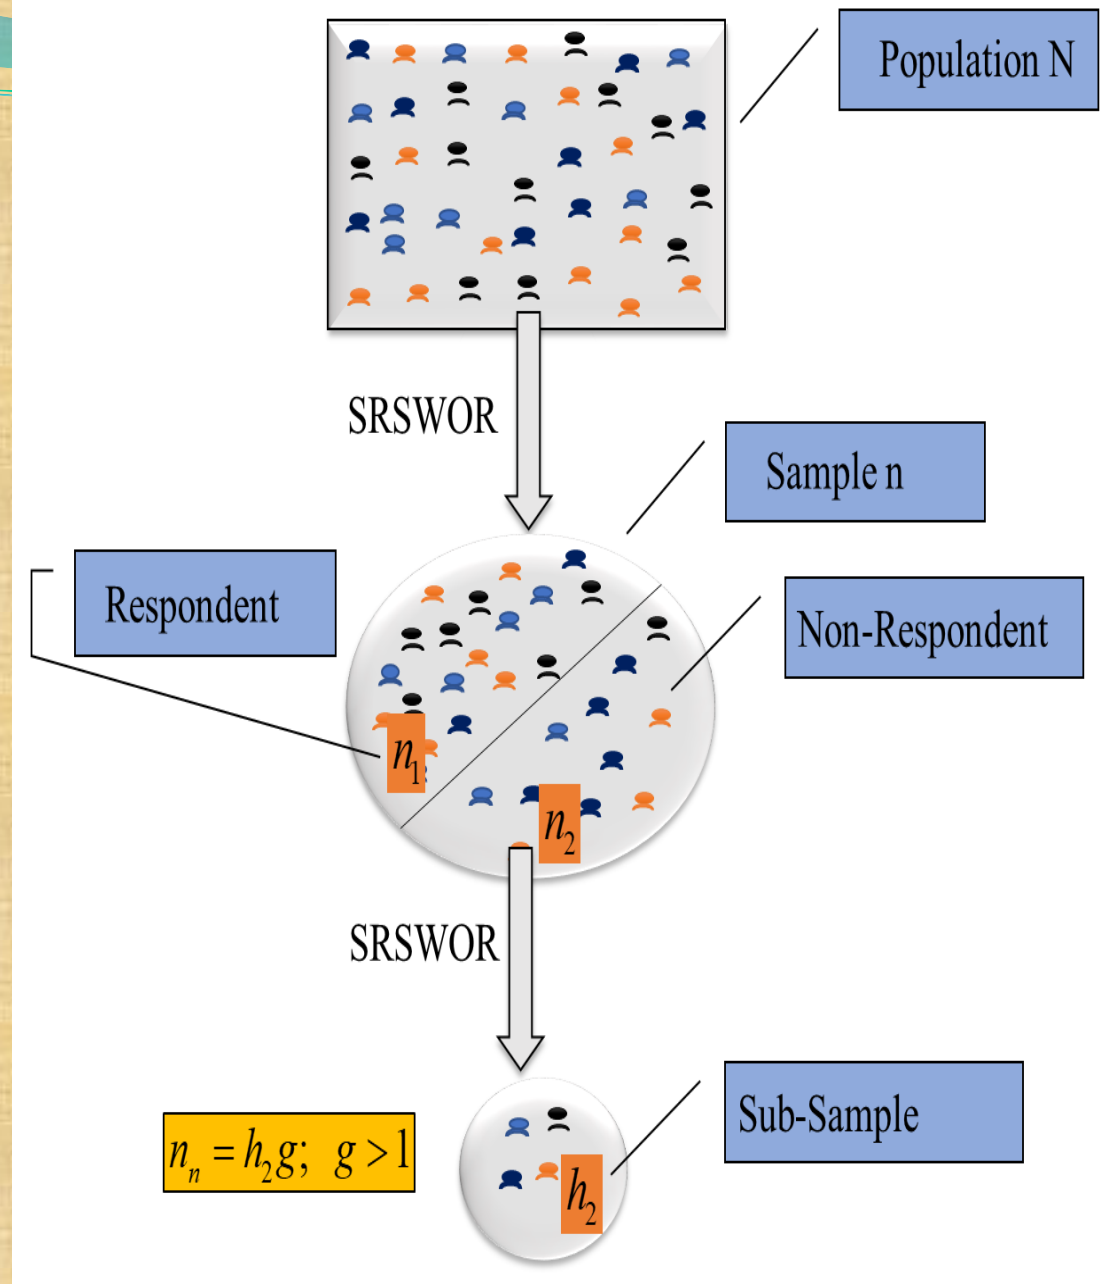 Population N
SRSWOR
Sample n
Respondent
Non-Respondent
n₁
n₂
SRSWOR
Sub-Sample
nₙ = h₂g; g > 1
h₂